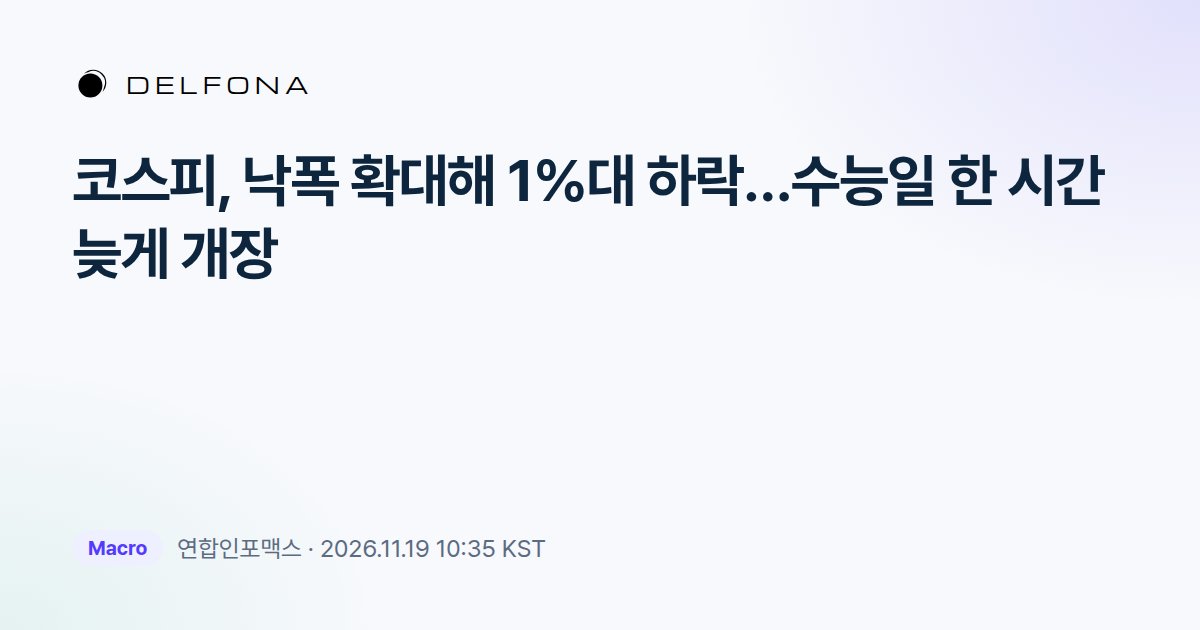 DELFONA
코스피, 낙폭 확대해 1%대 하락...수능일 한 시간
늦게 개장
Macro 연합인포맥스 · 2026.11.19 10:35 KST